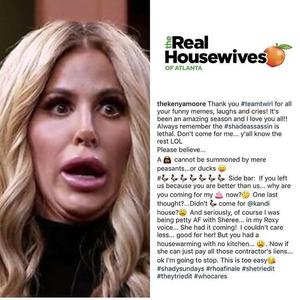 the
Real
Housewives
OF ATLANTA
thekenyamoore Thank you #teamtwirl for all
your funny memes, laughs and cries! It's
been an amazing season and I love you all!!
Always remember the #shadeassassin is
lethal. Don't come for me... y'all know the
rest LOL
Please believe...
A 👜 cannot be summoned by mere
peasants...or ducks 😂
#🦆🦆🦆🦆🦆🦆 Side bar: If you left
us because you are better than us... why are
you coming for my 🍑 now?🤔 One last
thought?...Didn't 🦆 come for @kandi
house?😩 And seriously, of course I was
being petty AF with Sheree... in my Roxy
voice... She had it coming! I couldn't care
less... good for her! But you had a
housewarming with no kitchen... 😩. Now if
she can just pay all those contractor's liens...
ok I'm going to stop. This is too easy😘
#shadysundays #rhoafinale #shetriedit
#theytriedit #whocares